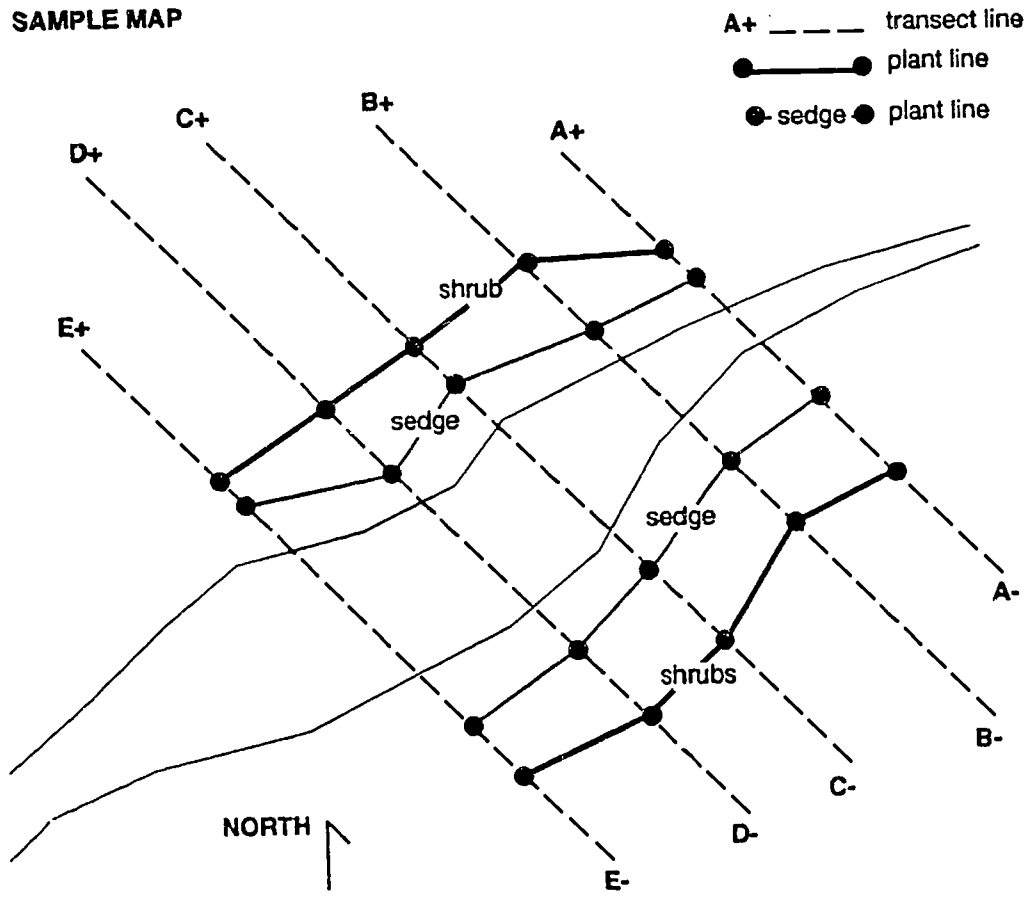 SAMPLE MAP
A+ transect line
plant line
sedge plant line
B+
C+
A+
D+
shrub
E+
sedge
sedge
A-
shrubs
B-
C-
NORTH
D-
E-